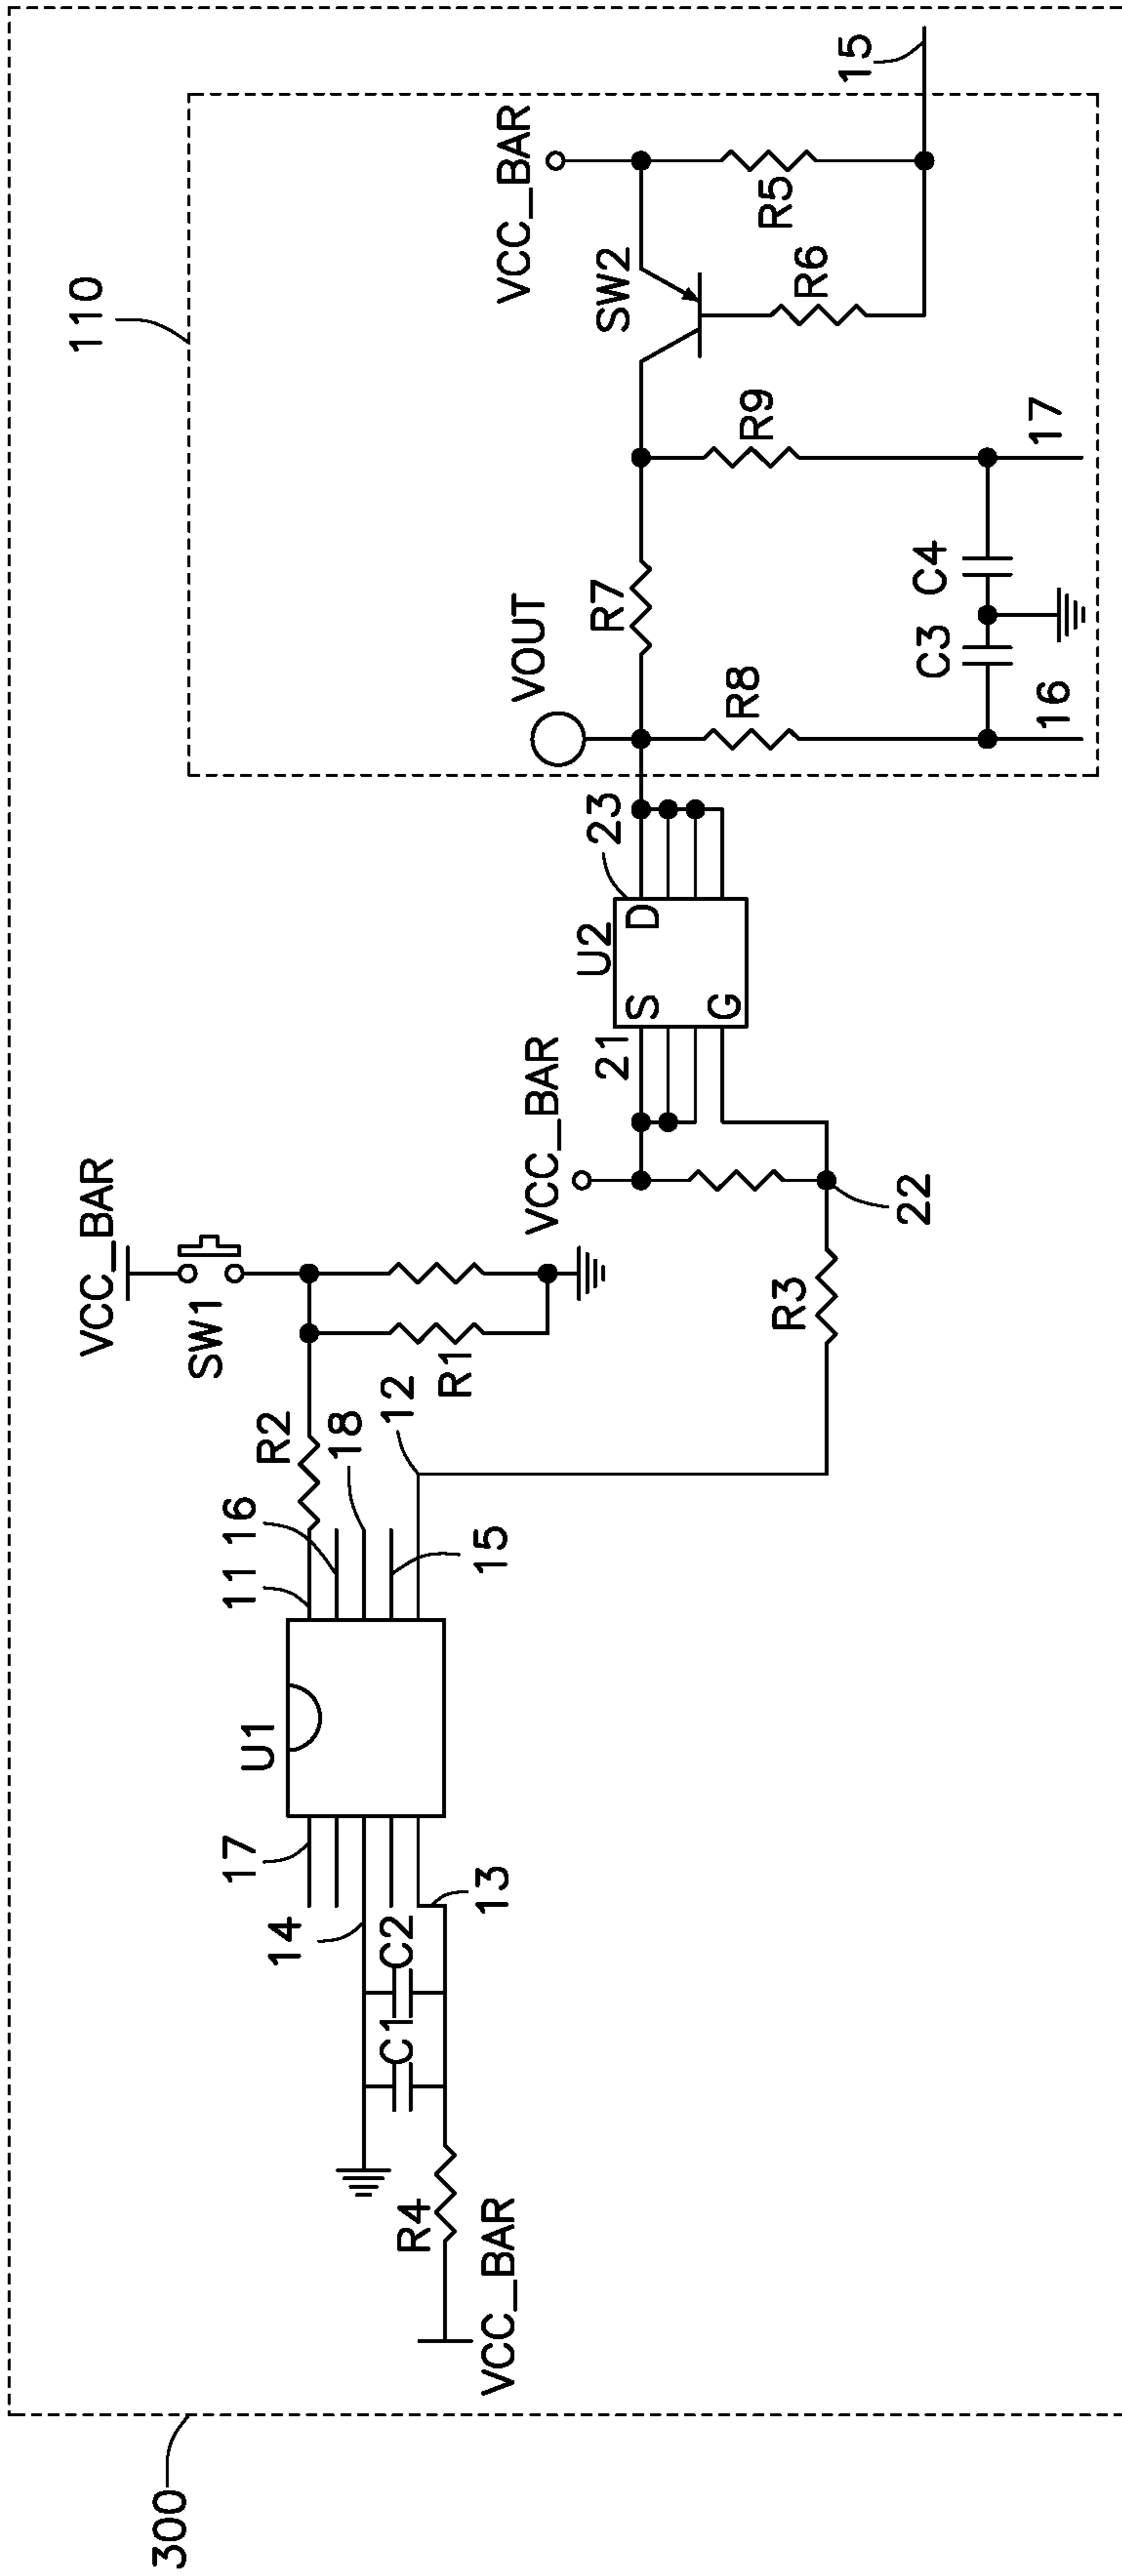 300
110
VCC_BAR
SW1
17
U1
11
16
R2
14
18
C1
C2
12
R4
R1
13
15
VCC_BAR
VCC_BAR
VOUT
VCC_BAR
21
U2
23
R7
SW2
S
D
G
R8
R9
R5
R3
R6
15
22
C3
C4
16
17